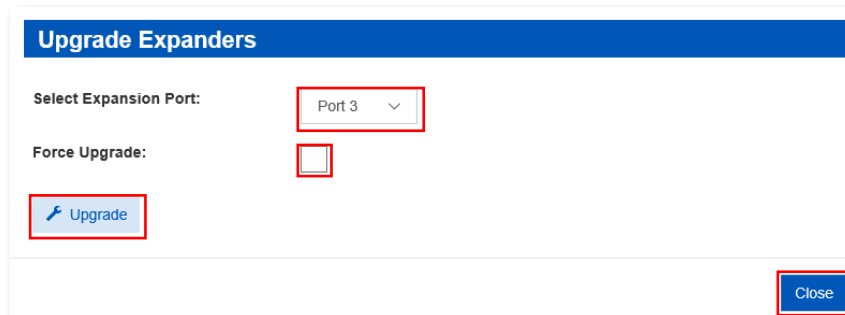 Upgrade Expanders
Select Expansion Port:
Port 3
Force Upgrade:
Upgrade
Close